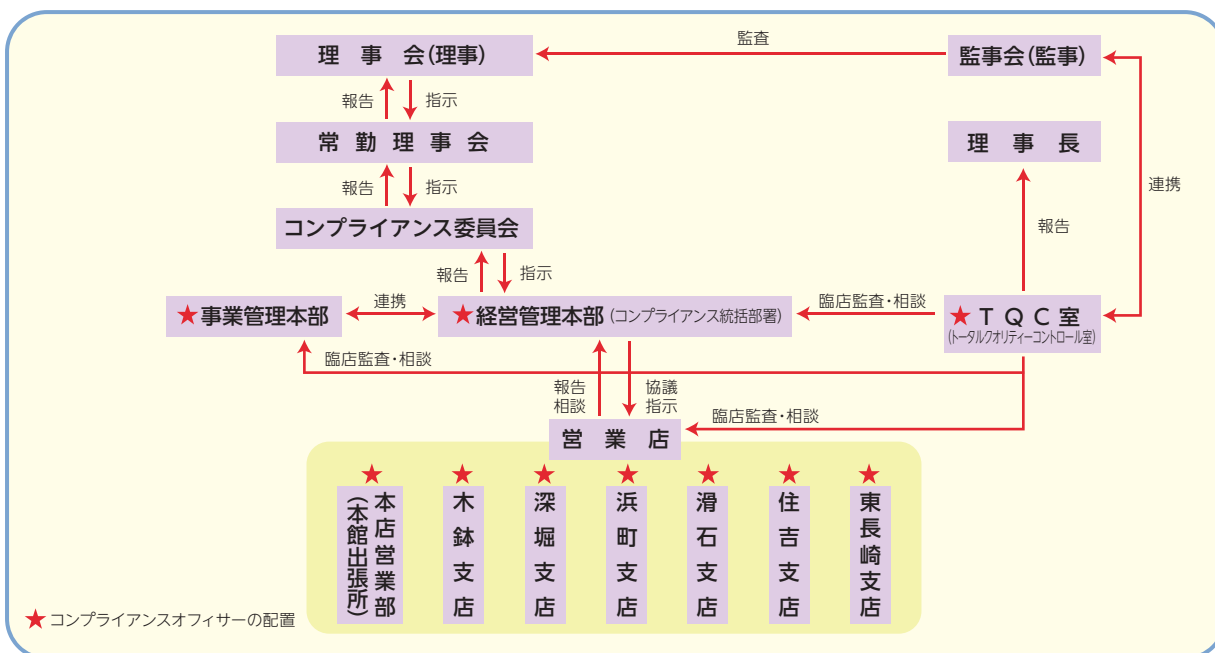 理事会(理事)
監査
監事会(監事)
報告
指示
常勤理事会
理事長
報告
指示
連携
コンプライアンス委員会
報告
報告
指示
★事業管理本部
連携
★経営管理本部(コンプライアンス統括部署)
臨店監査・相談
★TQC室
(トータルクオリティーコントロール室)
臨店監査・相談
報告
相談
協議
指示
臨店監査・相談
営業店
★
★
★
★
★
★
★
本店営業部
(本館出張所)
木鉢支店
深堀支店
浜町支店
滑石支店
住吉支店
東長崎支店
★コンプライアンスオフィサーの配置